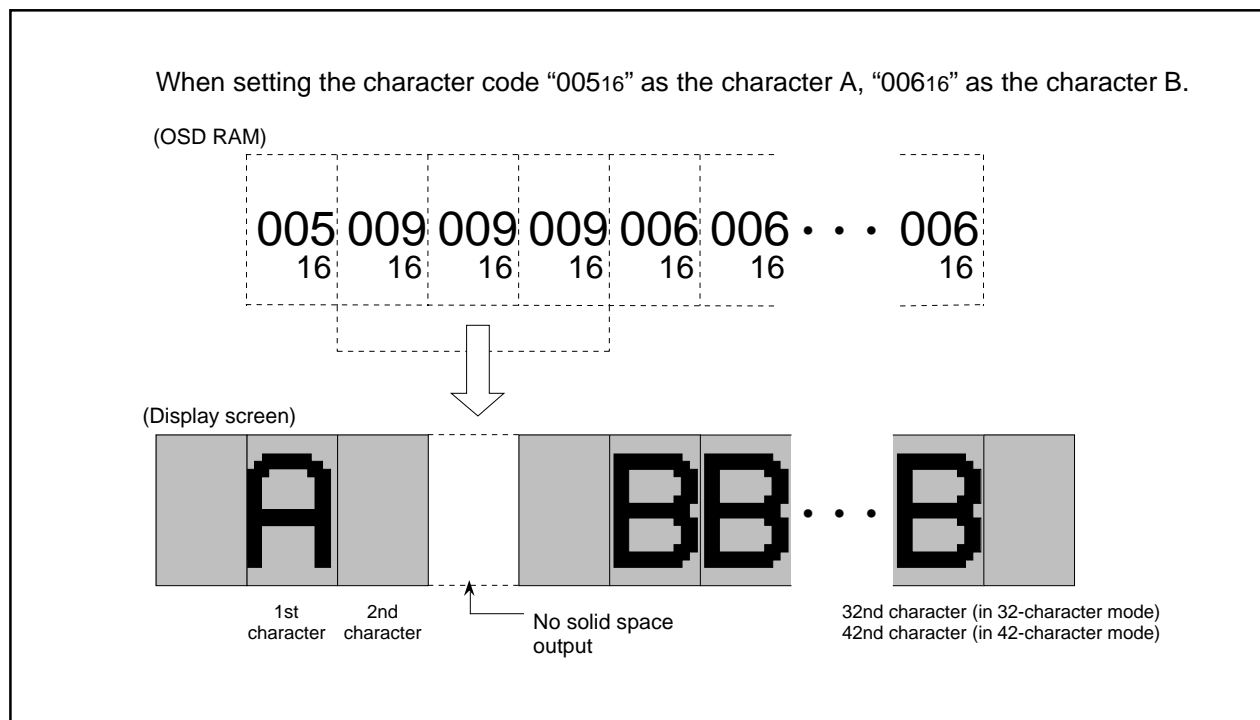 When setting the character code “00516” as the character A, “00616” as the character B.
(OSD RAM)
005 009 009 009 006 006 · · · 006
16 16 16 16 16 16 16
(Display screen)
A B B · · · B
1st character
2nd character
No solid space
output
32nd character (in 32-character mode)
42nd character (in 42-character mode)